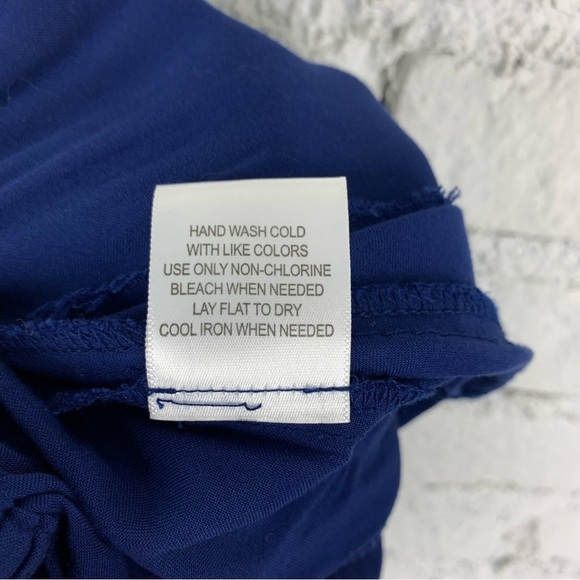 HAND WASH COLD
WITH LIKE COLORS
USE ONLY NON-CHLORINE
BLEACH WHEN NEEDED
LAY FLAT TO DRY
COOL IRON WHEN NEEDED